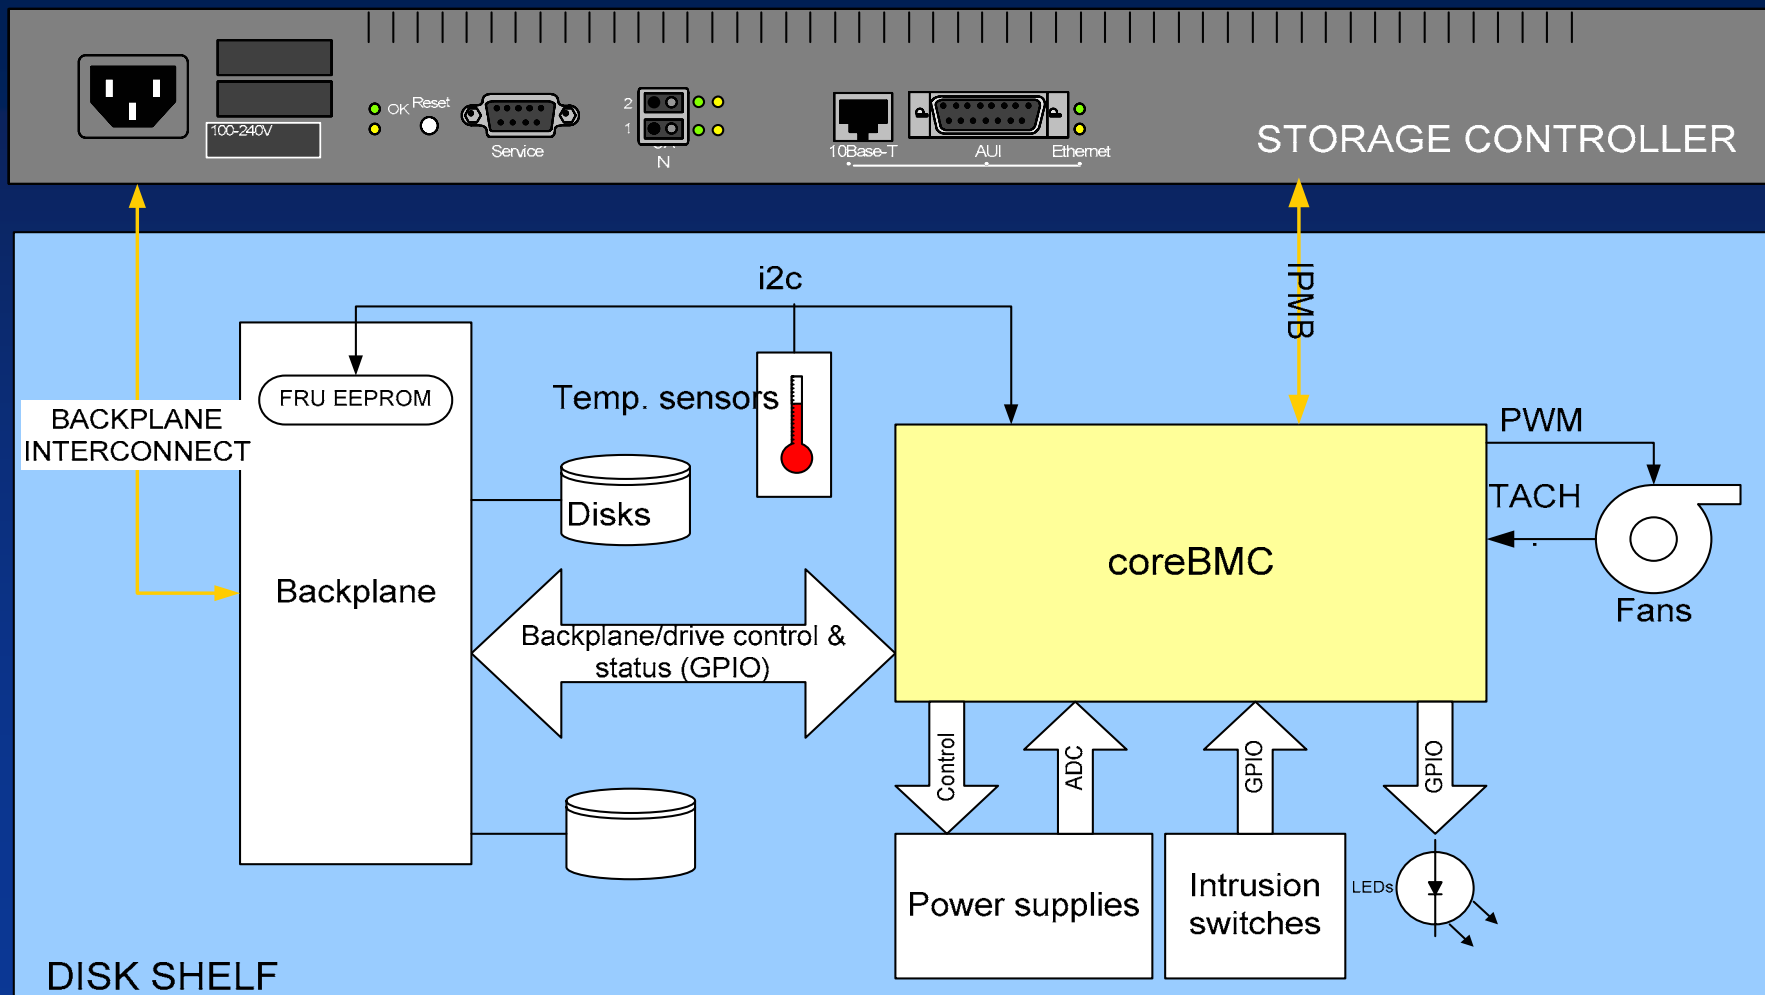 OK
Reset
100-240V
Service
2
1
N
10Base-T
AUI
Ethernet
STORAGE CONTROLLER
i2c
IPMB
FRU EEPROM
Temp. sensors
BACKPLANE
INTERCONNECT
PWM
TACH
Disks
coreBMC
Backplane
Fans
Backplane/drive control &
status (GPIO)
Control
ADC
GPIO
GPIO
Power supplies
Intrusion
switches
LEDs
DISK SHELF